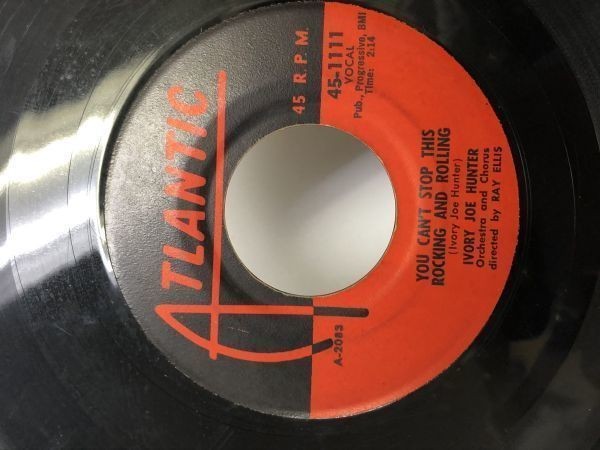 ATLANTIC
45 R.P.M.
45-1111
VOCAL
Pub., Progressive, BMI
Time: 2:14
A-2083
YOU CAN'T STOP THIS
ROCKING AND ROLLING
(Ivory Joe Hunter)
IVORY JOE HUNTER
Orchestra and Chorus
directed by RAY ELLIS